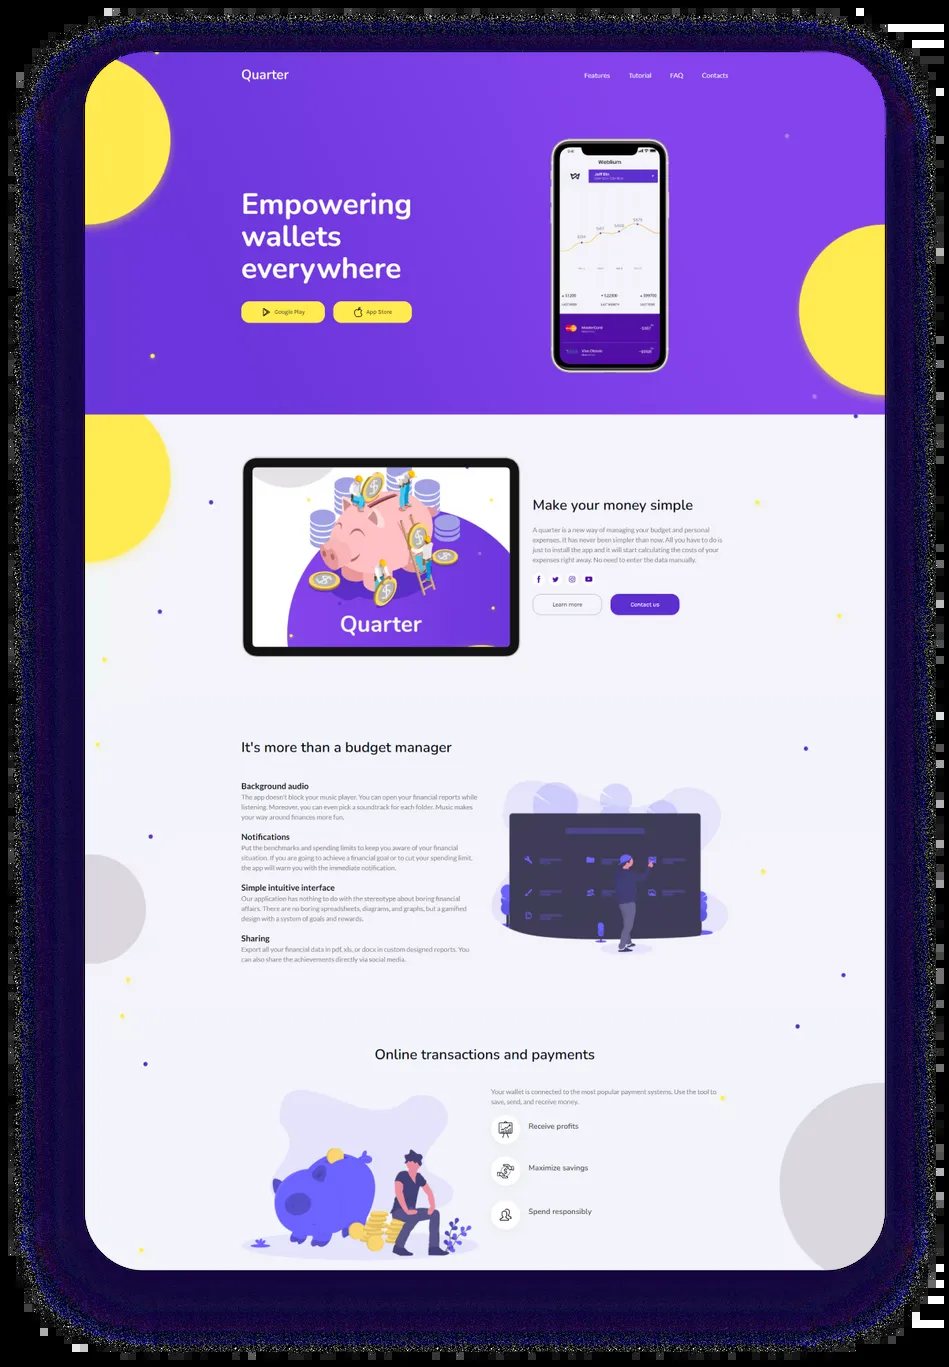 Quarter
Features Tutorial FAQ Contacts
Empowering
wallets
everywhere
Google Play App Store
Weblium
LAST WEEK LAST MONTH LAST YEAR
MasterCard
Quarter
Make your money simple
A quarter is a new way of managing your budget and personal
expenses. It has never been simpler than now. All you have to do is
just to install the app and it will start calculating the costs of your
expenses right away. No need to enter the data manually.
Learn more Contact us
It's more than a budget manager
Background audio
The app doesn't block your music player. You can open your financial reports while
listening. Moreover, you can even pick a soundtrack for each folder. Music makes
your way around finances more fun.
Notifications
Put the benchmarks and spending limits to keep you aware of your financial
situation. If you are going to achieve a financial goal or to cut your spending limit,
the app will warn you with the immediate notification.
Simple intuitive interface
Our application has nothing to do with the stereotype about boring financial
affairs. There are no boring spreadsheets, diagrams, and graphs, but a gamified
design with a system of goals and rewards.
Sharing
Export all your financial data in pdf, xls, or docx in custom designed reports. You
can also share the achievements directly via social media.
Online transactions and payments
Your wallet is connected to the most popular payment systems. Use the tool to
save, send, and receive money.
Receive profits
Maximize savings
Spend responsibly